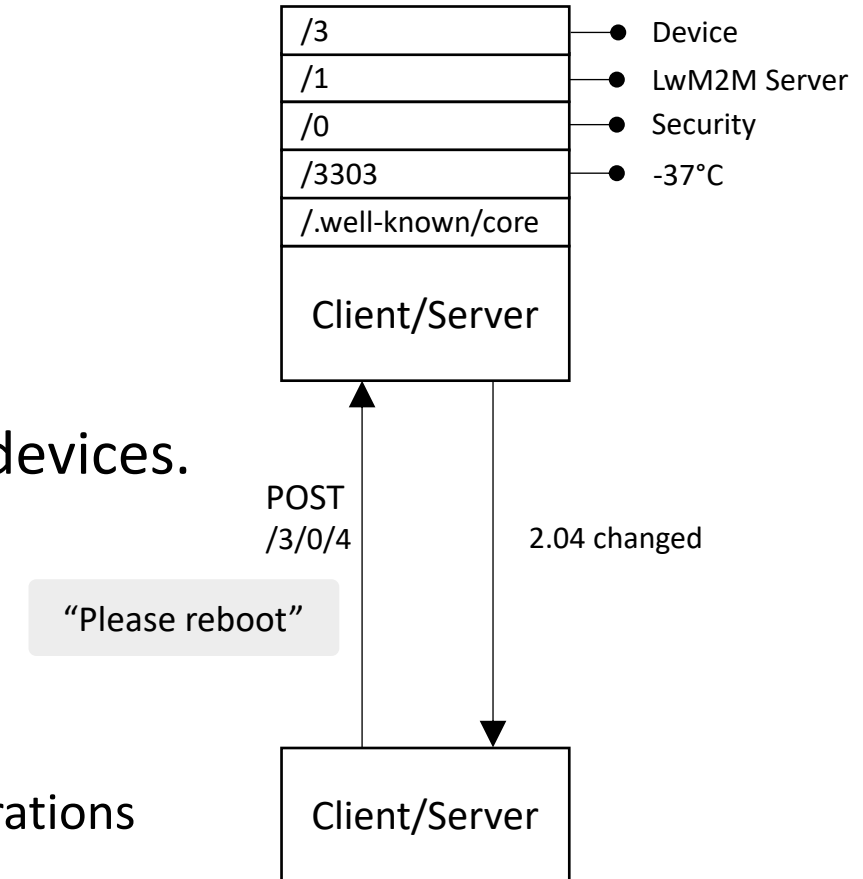 /3
Device
/1
LwM2M Server
/0
Security
/3303
-37°C
/.well-known/core
Client/Server
devices.
POST
/3/0/4
2.04 changed
“Please reboot”
Client/Server